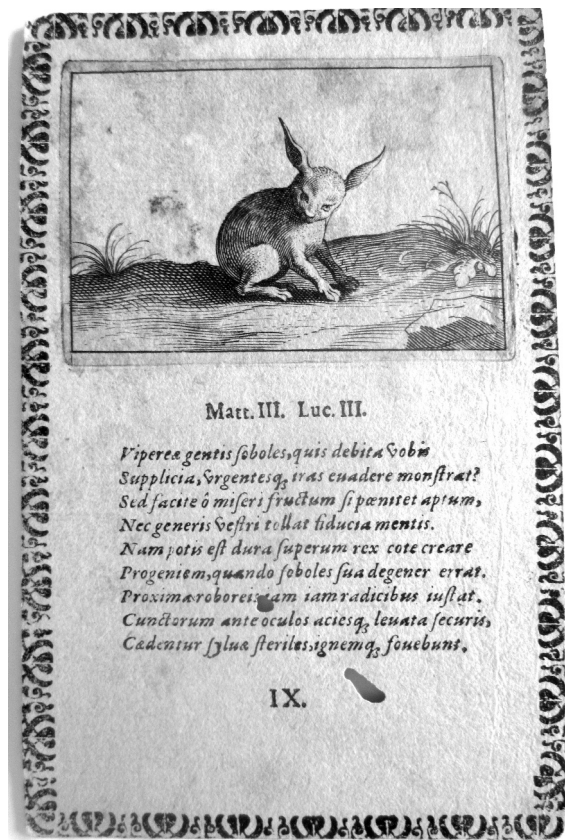 Matt. III. Luc. III.
Vipereæ gentis soboles, quis debita vobis
Supplicia, vrgentesq; iras euadere monstrat?
Sed facite ô miseri fructum si pœnitet aptum,
Nec generis vestri tollat fiducia mentis.
Nam potis est dura superum rex cote creare
Progeniem, quando soboles sua degener errat.
Proxima roboreis iam iam radicibus instat.
Cunctorum ante oculos aciesq; leuata securis,
Cædentur syluæ steriles, ignemq; fouebunt.
IX.